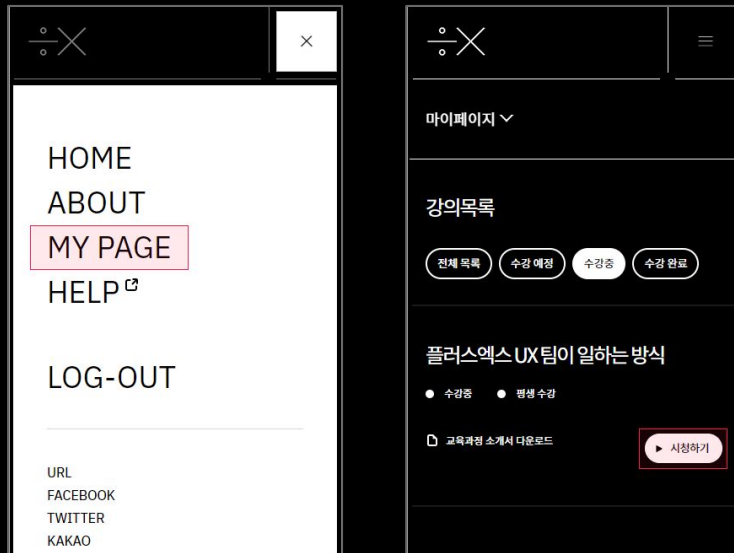 HOME
ABOUT
MY PAGE
HELP
LOG-OUT
URL
FACEBOOK
TWITTER
KAKAO
마이페이지
강의목록
전체 목록
수강 예정
수강중
수강 완료
플러스엑스 UX 팀이 일하는 방식
수강중
평생 수강
교육과정 소개서 다운로드
시청하기